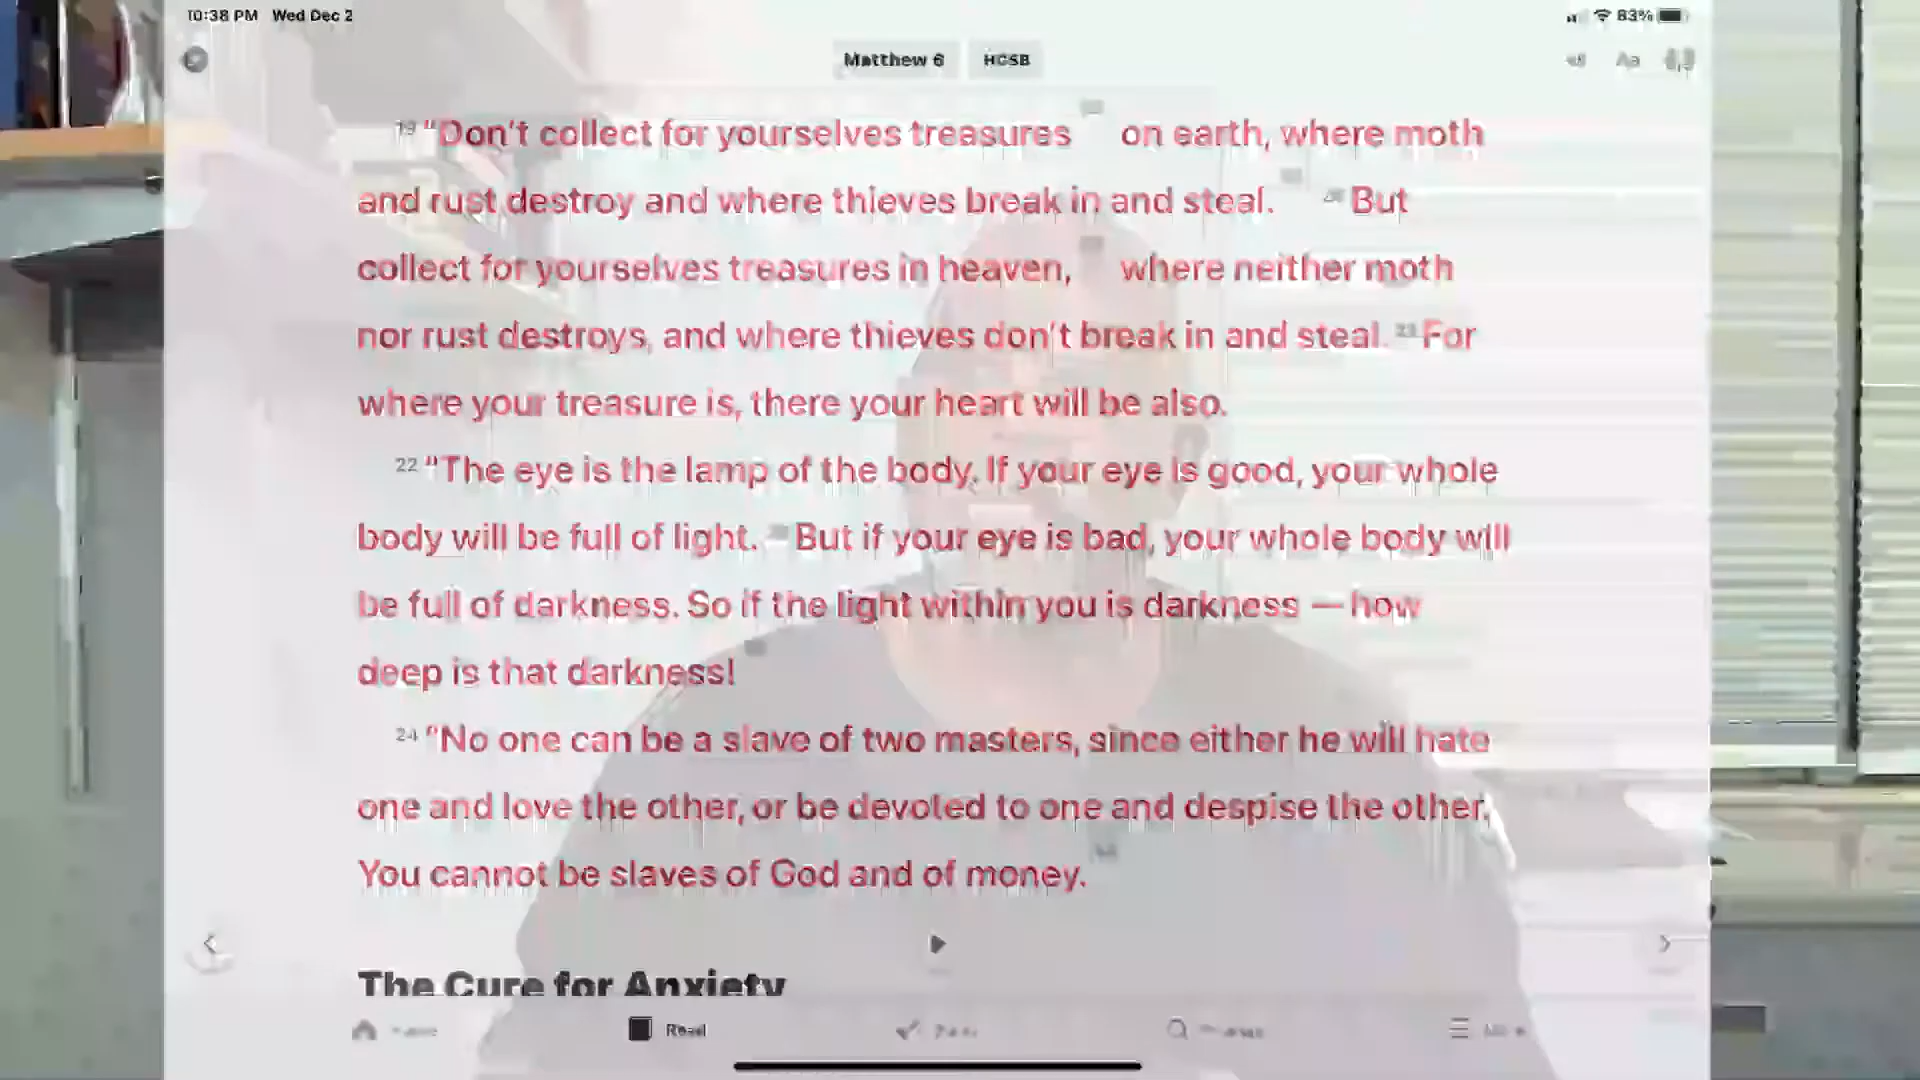 10:38 PM Wed Dec 2
83%
Matthew 6 HCSB
Aa
19 "Don't collect for yourselves treasures on earth, where moth
and rust destroy and where thieves break in and steal. 20 But
collect for yourselves treasures in heaven, where neither moth
nor rust destroys, and where thieves don't break in and steal. 21 For
where your treasure is, there your heart will be also.
22 "The eye is the lamp of the body. If your eye is good, your whole
body will be full of light. 23 But if your eye is bad, your whole body will
be full of darkness. So if the light within you is darkness — how
deep is that darkness!
24 "No one can be a slave of two masters, since either he will hate
one and love the other, or be devoted to one and despise the other.
You cannot be slaves of God and of money.
The Cure for Anxiety
Read